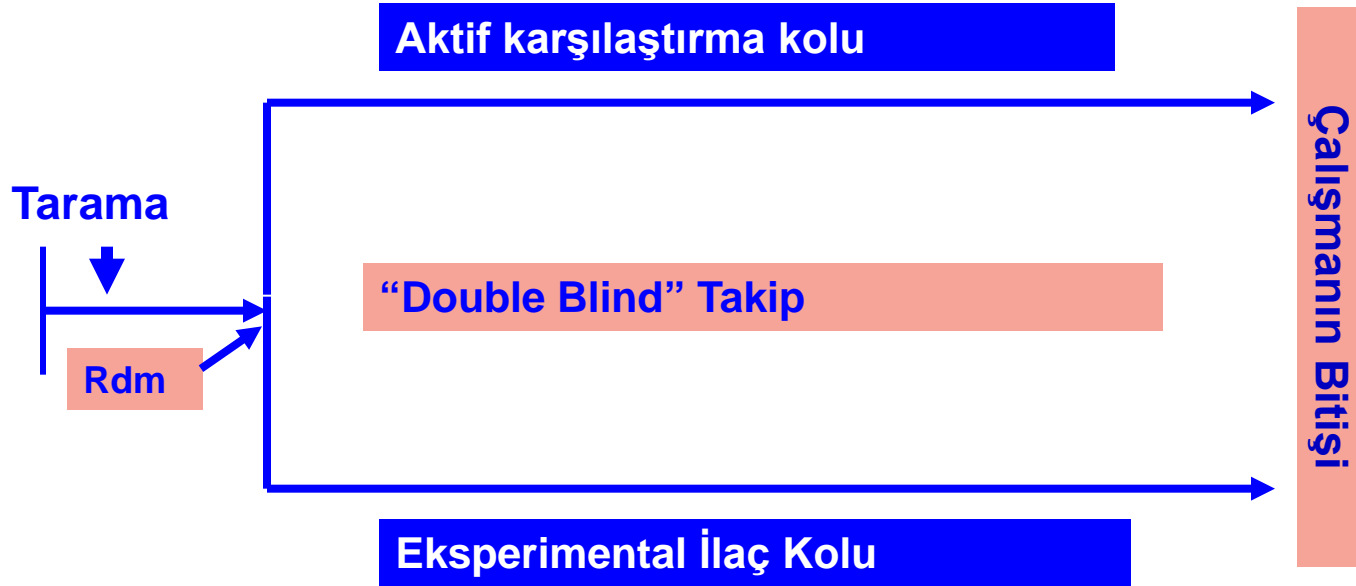 Aktif karşılaştırma kolu
Tarama
“Double Blind” Takip
Rdm
Eksperimental İlaç Kolu
Çalışmanın Bitişi